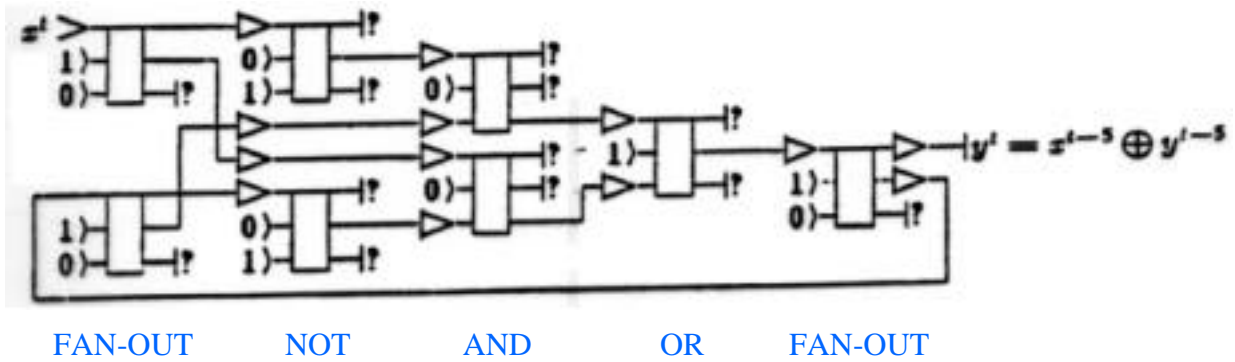 x^t ? ?
1) 0) ?
0) ? 1) ? 0) ?
? 1) y^t = x^{t-5} ⊕ y^{t-5}
? ? 1)
? 0) ? ? 0) ?
1) 0)
0) ? 1) ?
FAN-OUT NOT AND OR FAN-OUT